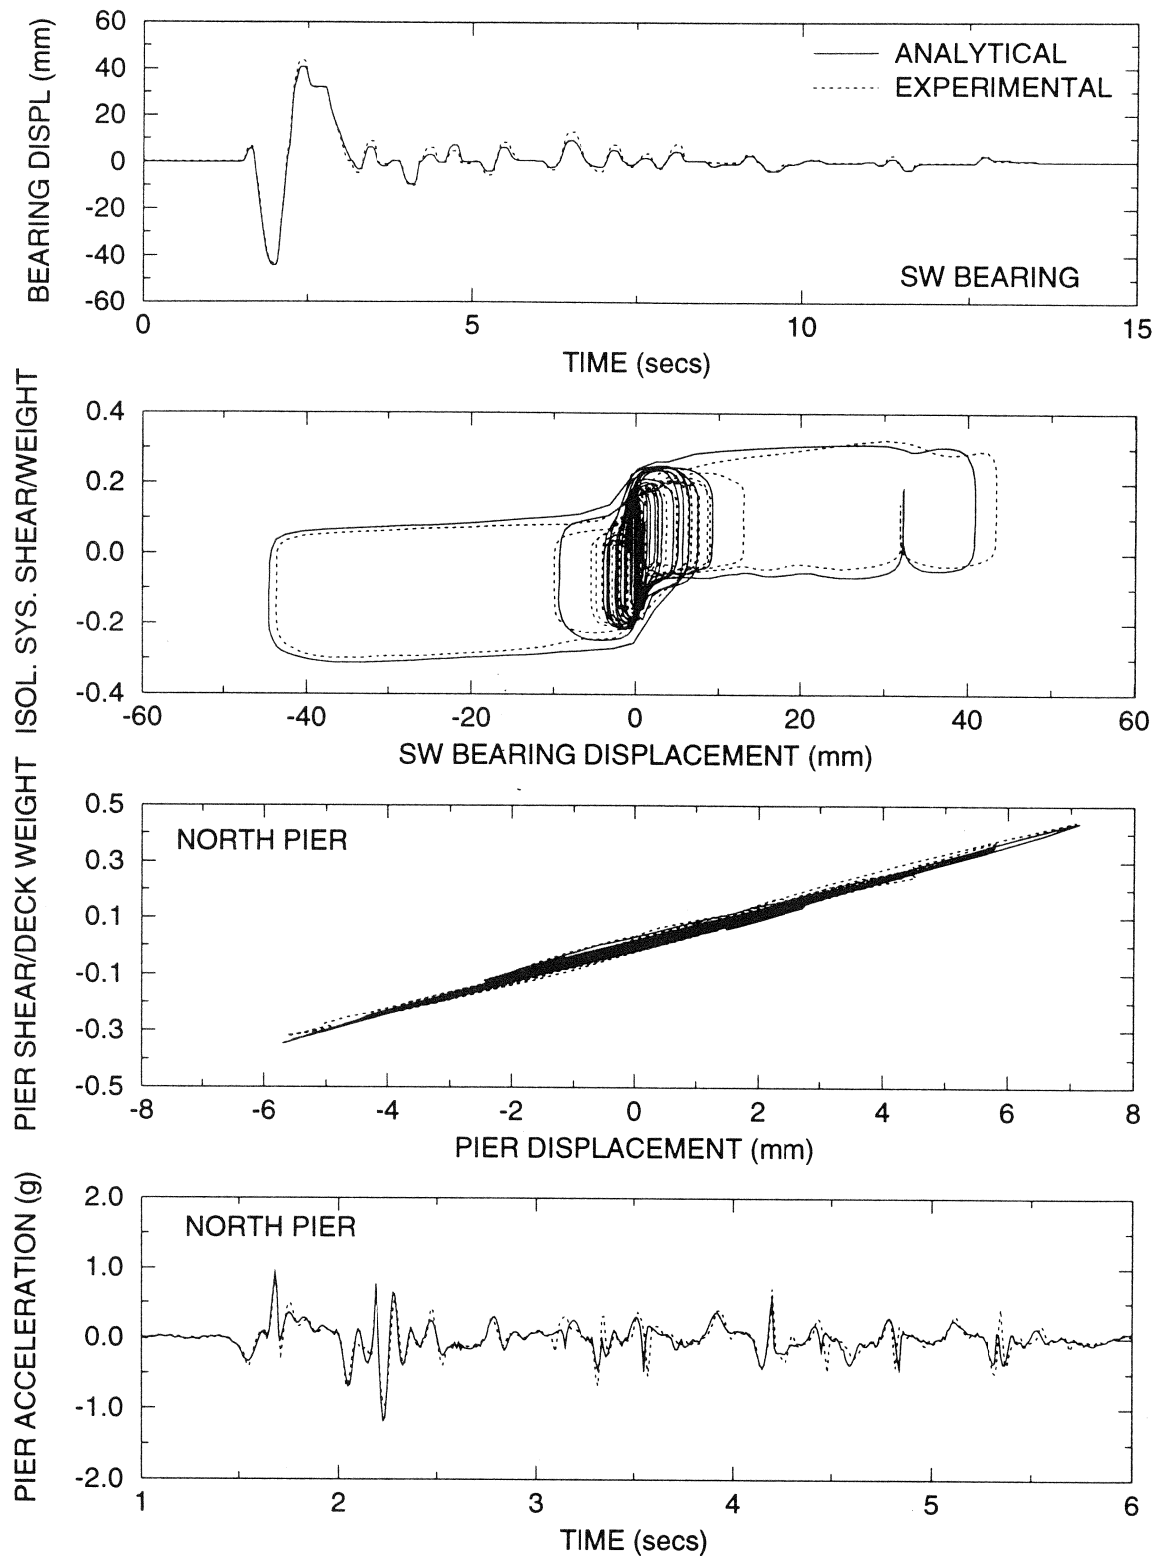 BEARING DISPL (mm)
60
40
20
0
-20
-40
-60
ANALYTICAL
EXPERIMENTAL
SW BEARING
0 5 10 15
TIME (secs)
ISOL. SYS. SHEAR/WEIGHT
0.4
0.2
0.0
-0.2
-0.4
-60 -40 -20 0 20 40 60
SW BEARING DISPLACEMENT (mm)
PIER SHEAR/DECK WEIGHT
0.5
0.3
0.1
-0.1
-0.3
-0.5
NORTH PIER
-8 -6 -4 -2 0 2 4 6 8
PIER DISPLACEMENT (mm)
PIER ACCELERATION (g)
2.0
1.0
0.0
-1.0
-2.0
NORTH PIER
1 2 3 4 5 6
TIME (secs)